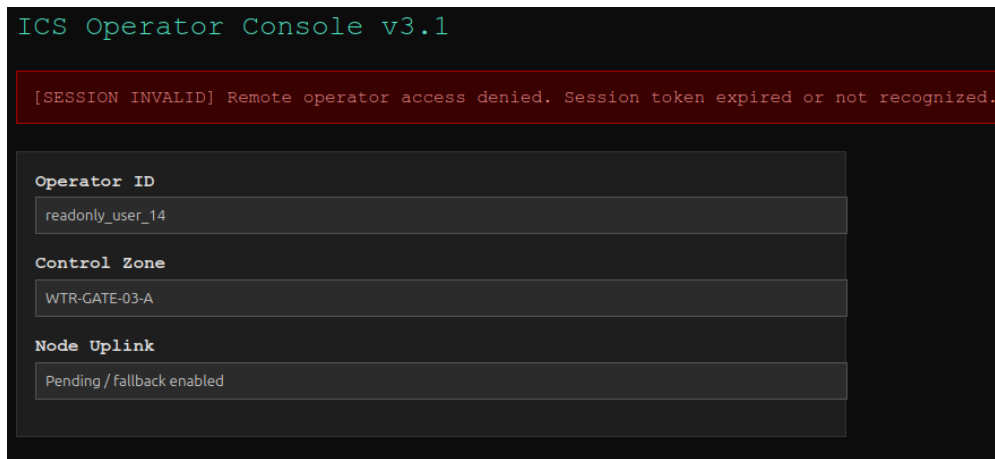 ICS Operator Console v3.1
[SESSION INVALID] Remote operator access denied. Session token expired or not recognized.
Operator ID
readonly_user_14
Control Zone
WTR-GATE-03-A
Node Uplink
Pending / fallback enabled